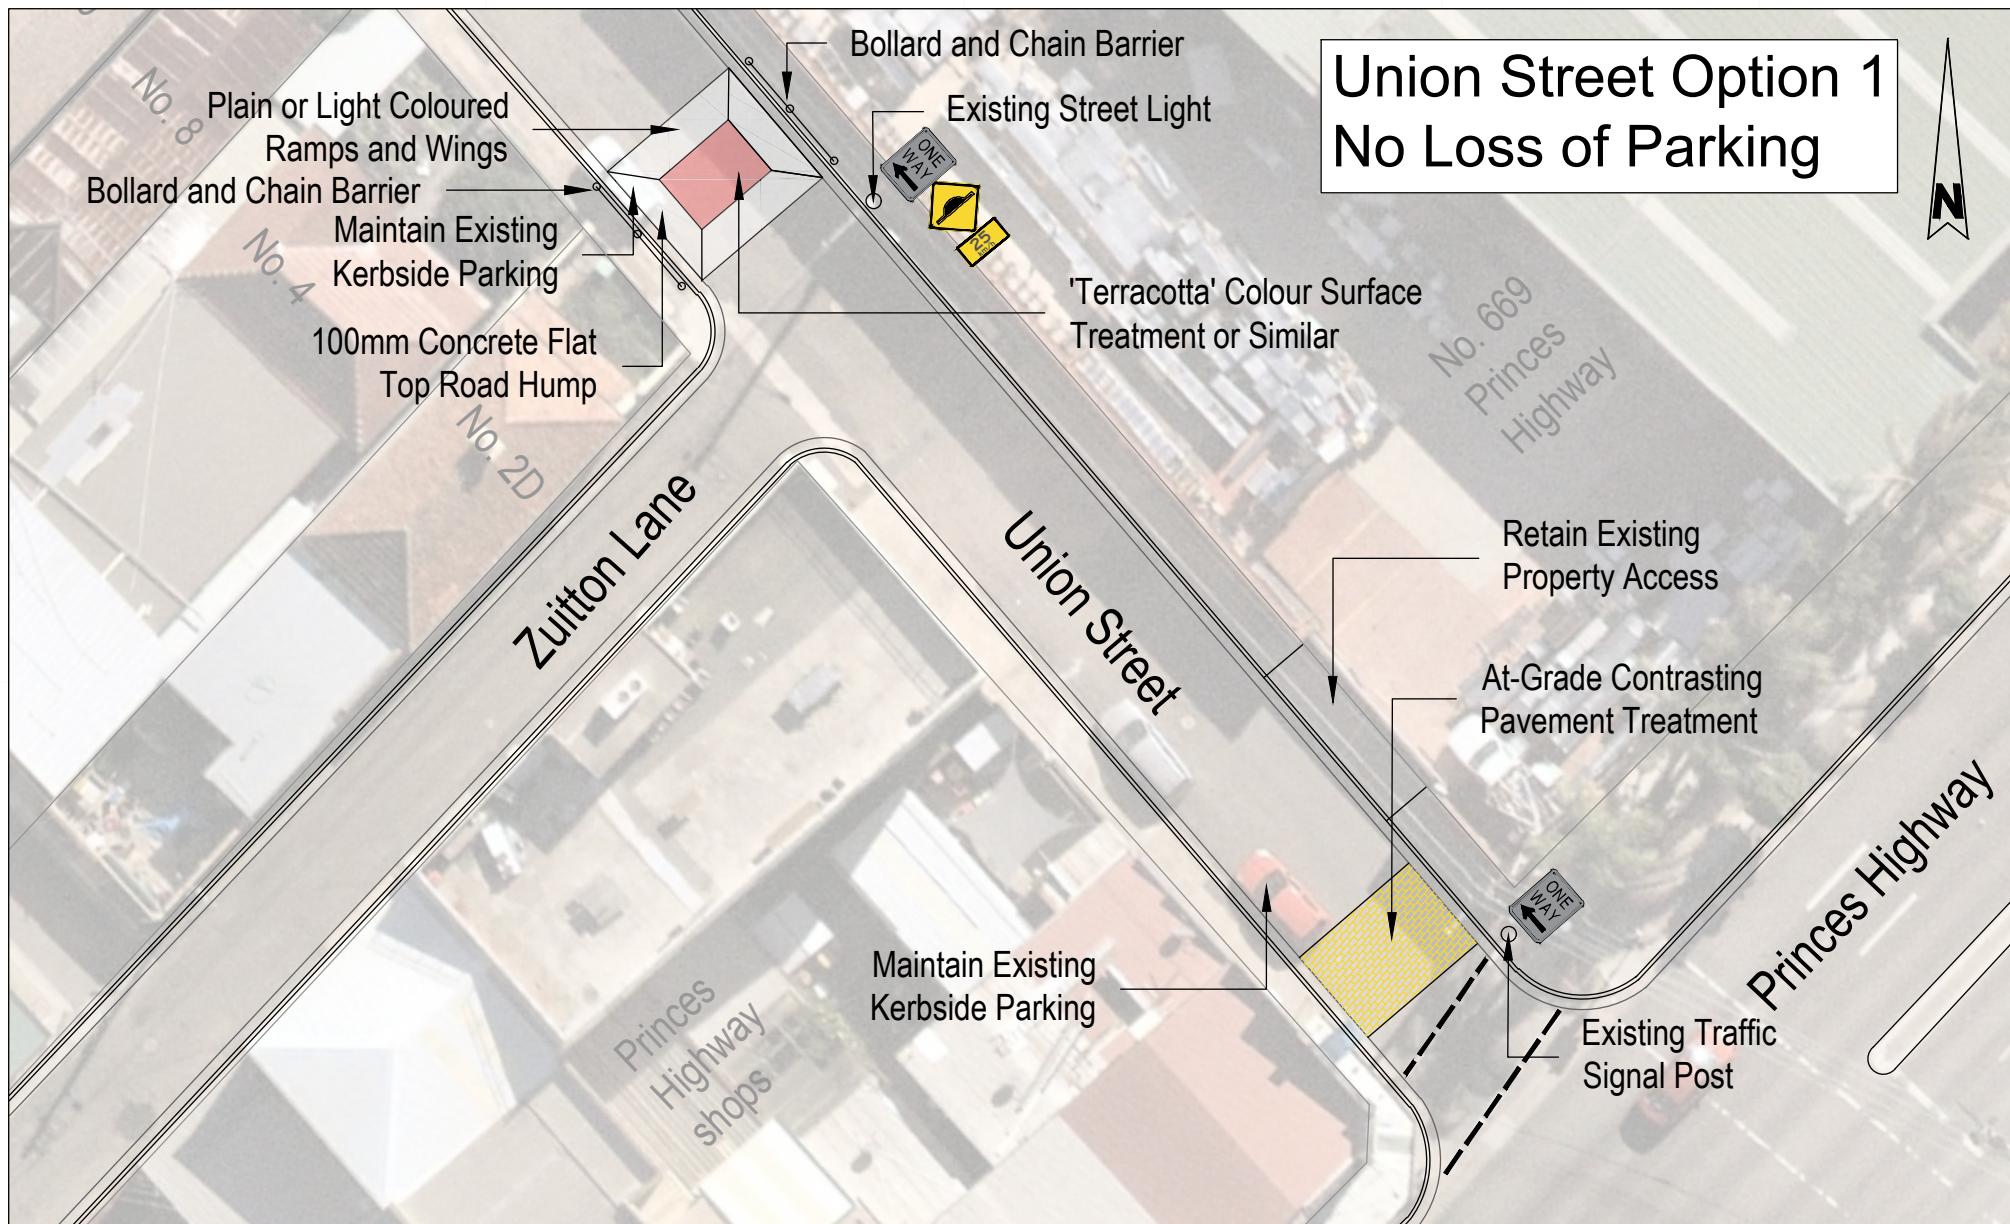 Union Street Option 1
No Loss of Parking
N
Bollard and Chain Barrier
Existing Street Light
Plain or Light Coloured
Ramps and Wings
Bollard and Chain Barrier
Maintain Existing
Kerbside Parking
100mm Concrete Flat
Top Road Hump
No. 8
No. 4
No. 2D
ONE
WAY
25
km/h
'Terracotta' Colour Surface
Treatment or Similar
No. 669
Princes
Highway
Zuitton Lane
Union Street
Retain Existing
Property Access
At-Grade Contrasting
Pavement Treatment
Princes Highway
ONE
WAY
Maintain Existing
Kerbside Parking
Existing Traffic
Signal Post
Princes
Highway
shops